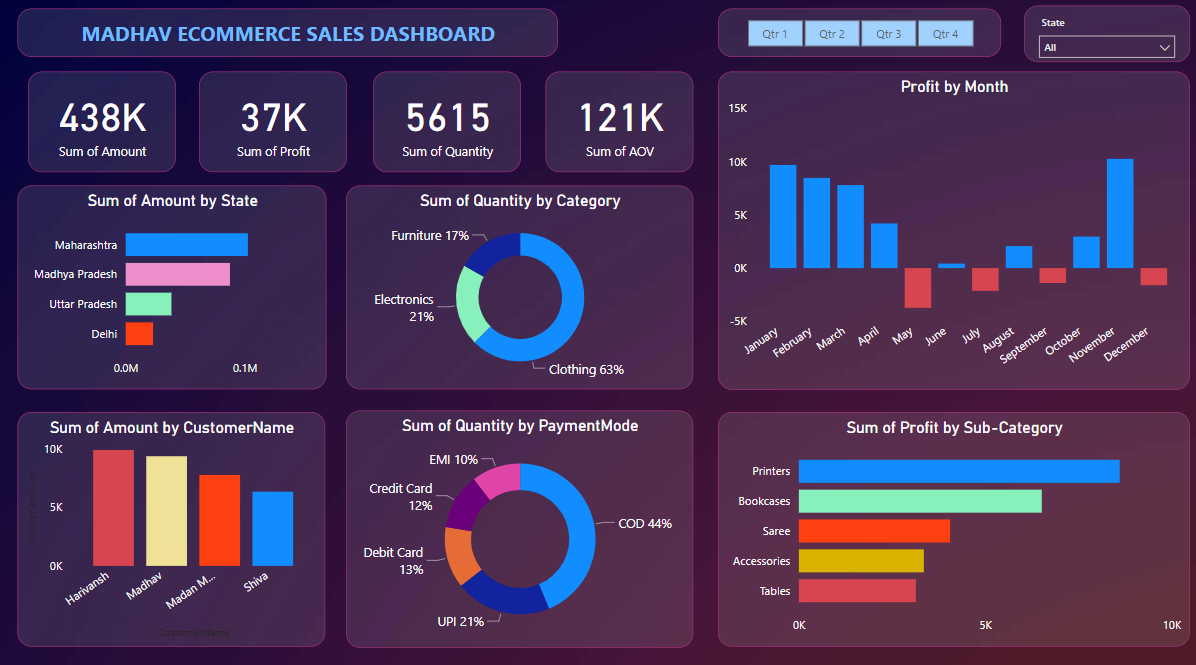 MADHAV ECOMMERCE SALES DASHBOARD
Qtr 1
Qtr 2
Qtr 3
Qtr 4
State
All
438K
Sum of Amount
37K
Sum of Profit
5615
Sum of Quantity
121K
Sum of AOV
Profit by Month
15K
10K
5K
0K
-5K
January
February
March
April
May
June
July
August
September
October
November
December
Sum of Amount by State
Maharashtra
Madhya Pradesh
Uttar Pradesh
Delhi
0.0M
0.1M
Sum of Quantity by Category
Furniture 17%
Electronics
21%
Clothing 63%
Sum of Amount by CustomerName
Sum of Amount
10K
5K
0K
Harivansh
Madhav
Madan M...
Shiva
CustomerName
Sum of Quantity by PaymentMode
EMI 10%
Credit Card
12%
COD 44%
Debit Card
13%
UPI 21%
Sum of Profit by Sub-Category
Printers
Bookcases
Saree
Accessories
Tables
0K
5K
10K